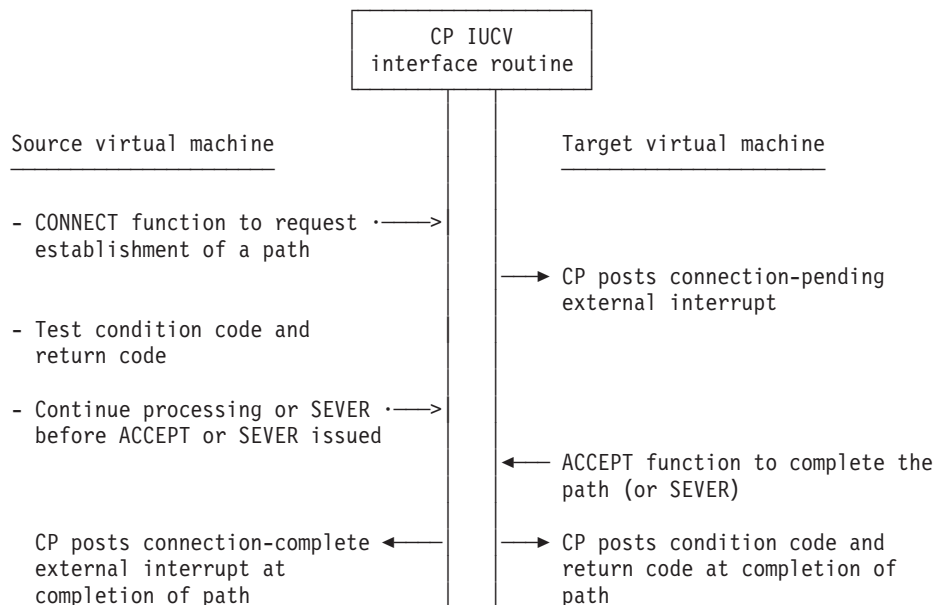 CP IUCV
interface routine
Source virtual machine
Target virtual machine
- CONNECT function to request
establishment of a path
CP posts connection-pending
external interrupt
- Test condition code and
return code
- Continue processing or SEVER
before ACCEPT or SEVER issued
ACCEPT function to complete the
path (or SEVER)
CP posts connection-complete
external interrupt at
completion of path
CP posts condition code and
return code at completion of
path